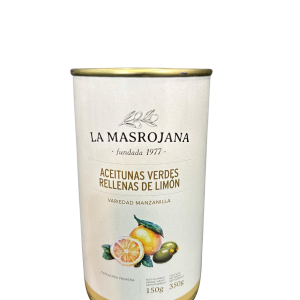 LA MASROJANA
· fundada 1977 ·
ACEITUNAS VERDES
RELLENAS DE LIMÓN
VARIEDAD MANZANILLA
150g 350g